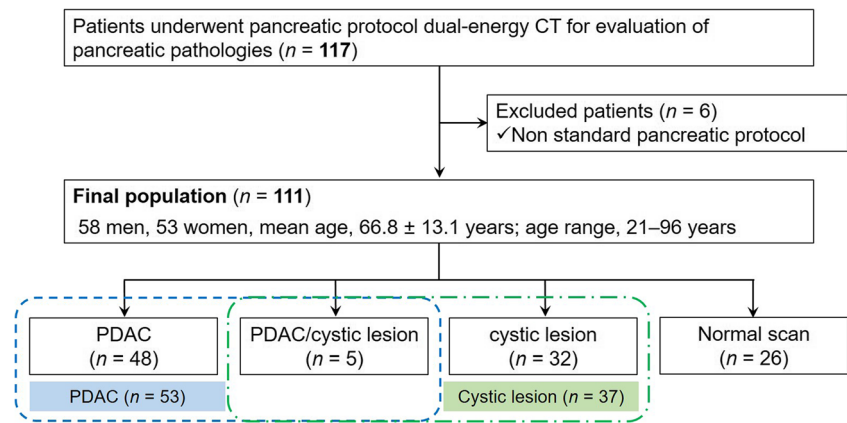 Patients underwent pancreatic protocol dual-energy CT for evaluation of
pancreatic pathologies (n = 117)
Excluded patients (n = 6)
✓Non standard pancreatic protocol
Final population (n = 111)
58 men, 53 women, mean age, 66.8 ± 13.1 years; age range, 21–96 years
PDAC
(n = 48)
PDAC/cystic lesion
(n = 5)
cystic lesion
(n = 32)
Normal scan
(n = 26)
PDAC (n = 53)
Cystic lesion (n = 37)